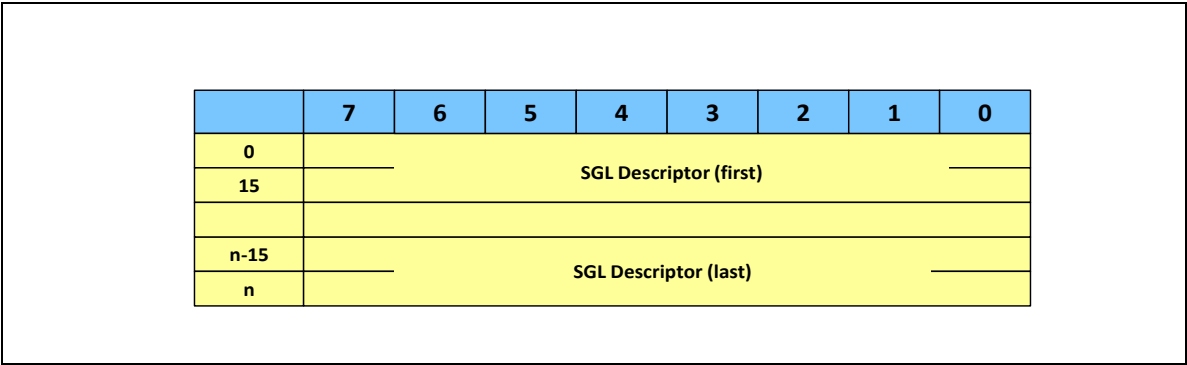 7 6 5 4 3 2 1 0
0
SGL Descriptor (first)
15
n-15
SGL Descriptor (last)
n